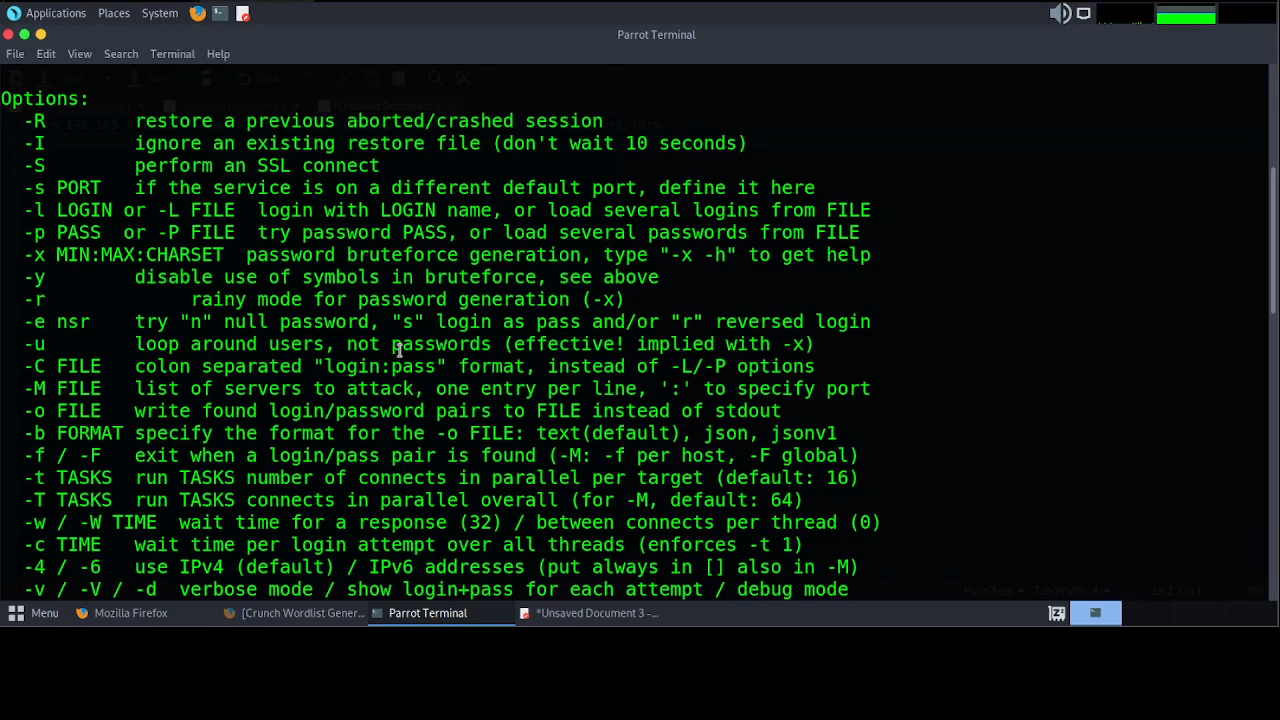 Applications Places System
Parrot Terminal
File Edit View Search Terminal Help
Options:
-R restore a previous aborted/crashed session
-I ignore an existing restore file (don't wait 10 seconds)
-S perform an SSL connect
-s PORT if the service is on a different default port, define it here
-l LOGIN or -L FILE login with LOGIN name, or load several logins from FILE
-p PASS or -P FILE try password PASS, or load several passwords from FILE
-x MIN:MAX:CHARSET password bruteforce generation, type "-x -h" to get help
-y disable use of symbols in bruteforce, see above
-r rainy mode for password generation (-x)
-e nsr try "n" null password, "s" login as pass and/or "r" reversed login
-u loop around users, not passwords (effective! implied with -x)
-C FILE colon separated "login:pass" format, instead of -L/-P options
-M FILE list of servers to attack, one entry per line, ':' to specify port
-o FILE write found login/password pairs to FILE instead of stdout
-b FORMAT specify the format for the -o FILE: text(default), json, jsonv1
-f / -F exit when a login/pass pair is found (-M: -f per host, -F global)
-t TASKS run TASKS number of connects in parallel per target (default: 16)
-T TASKS run TASKS connects in parallel overall (for -M, default: 64)
-w / -W TIME wait time for a response (32) / between connects per thread (0)
-c TIME wait time per login attempt over all threads (enforces -t 1)
-4 / -6 use IPv4 (default) / IPv6 addresses (put always in [] also in -M)
-v / -V / -d verbose mode / show login+pass for each attempt / debug mode
Plain Text Tab Width: 4 Ln 2, Col 1 INS
Menu Mozilla Firefox [Crunch Wordlist Gener... Parrot Terminal *Unsaved Document 3 -...